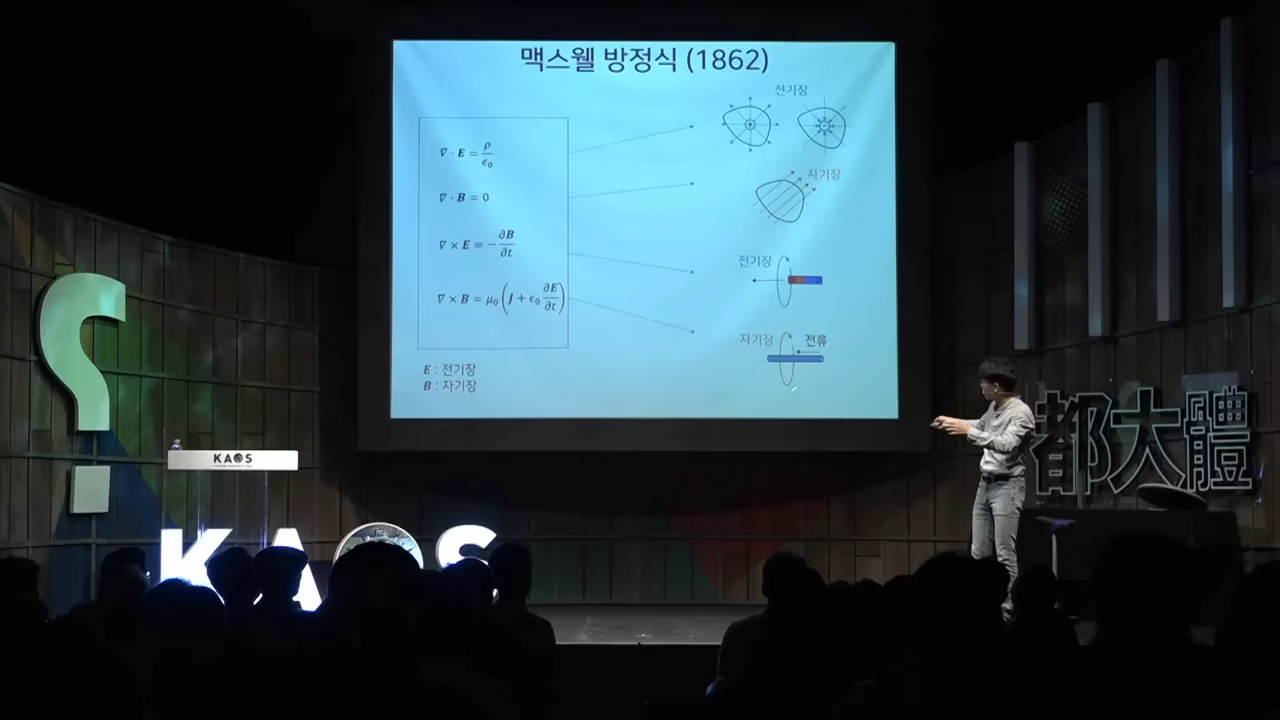 맥스웰 방정식 (1862)
∇ · E = ρ/ϵ₀
∇ · B = 0
∇ × E = −∂B/∂t
∇ × B = μ₀(J + ϵ₀ ∂E/∂t)
E : 전기장
B : 자기장
전기장
자기장
전기장
자기장 전류
KAOS
KAOS
都大體